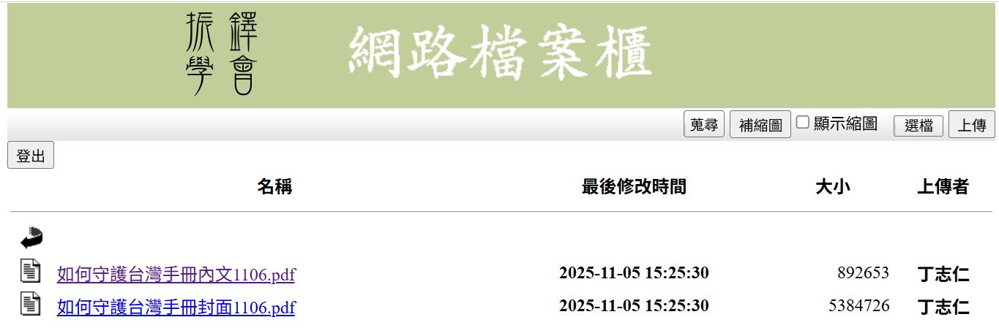 振鐸學會 網路檔案櫃
蒐尋 補縮圖 顯示縮圖 選檔 上傳
登出
名稱 最後修改時間 大小 上傳者
如何守護台灣手冊內文1106.pdf 2025-11-05 15:25:30 892653 丁志仁
如何守護台灣手冊封面1106.pdf 2025-11-05 15:25:30 5384726 丁志仁